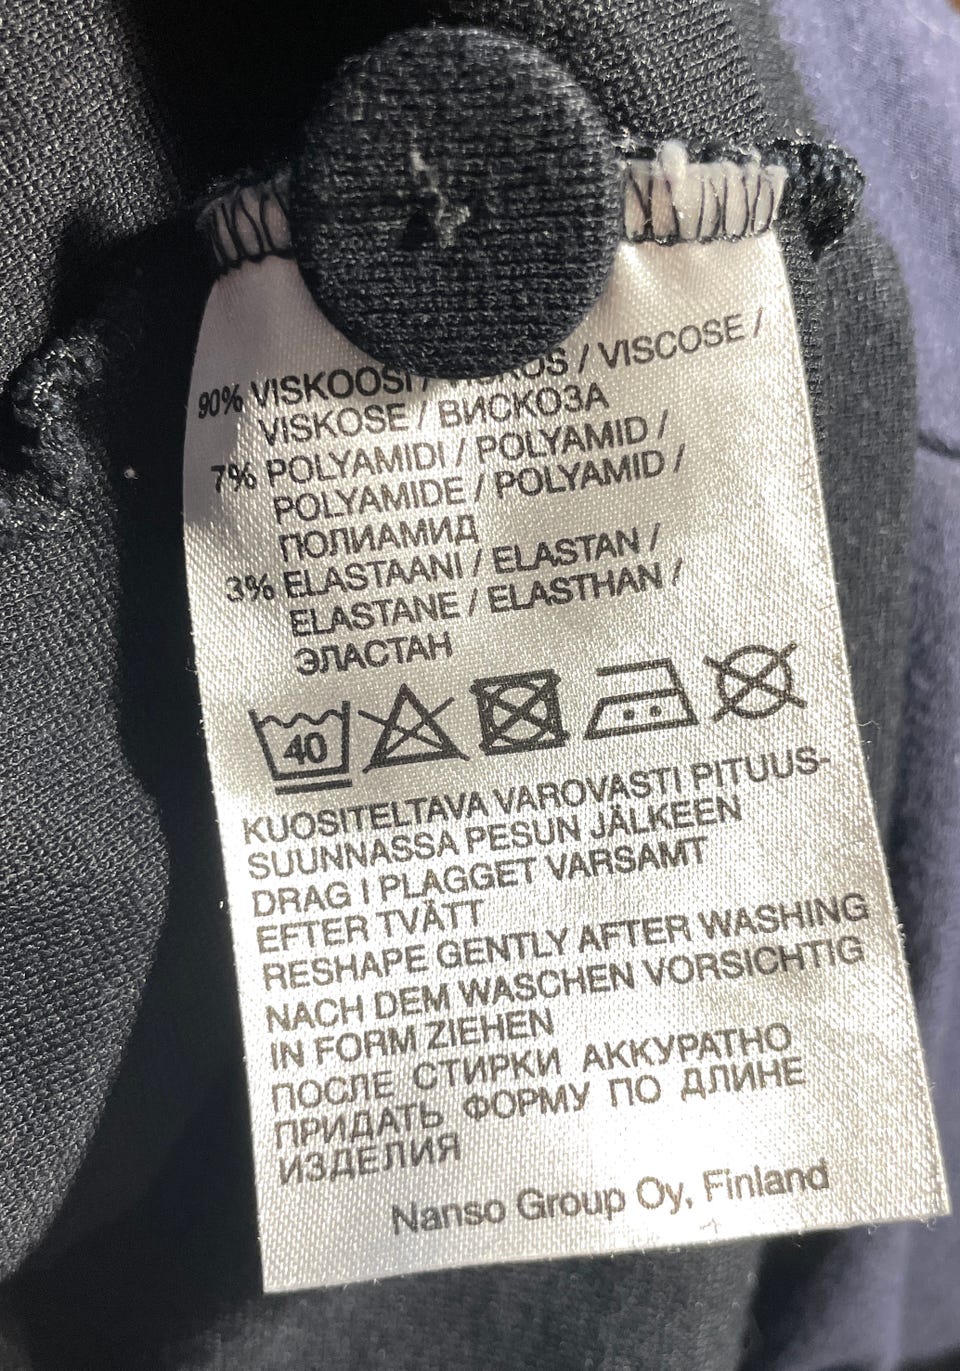 90% VISKOOSI / VISKOS / VISCOSE /
VISKOSE / ВИСКОЗА
7% POLYAMIDI / POLYAMID /
POLYAMIDE / POLYAMID /
ПОЛИАМИД
3% ELASTAANI / ELASTAN /
ELASTANE / ELASTHAN /
ЭЛАСТАН
40
KUOSITELTAVA VAROVASTI PITUUS-
SUUNNASSA PESUN JÄLKEEN
DRAG I PLAGGET VARSAMT
EFTER TVÄTT
RESHAPE GENTLY AFTER WASHING
NACH DEM WASCHEN VORSICHTIG
IN FORM ZIEHEN
ПОСЛЕ СТИРКИ АККУРАТНО
ПРИДАТЬ ФОРМУ ПО ДЛИНЕ
ИЗДЕЛИЯ
Nanso Group Oy, Finland